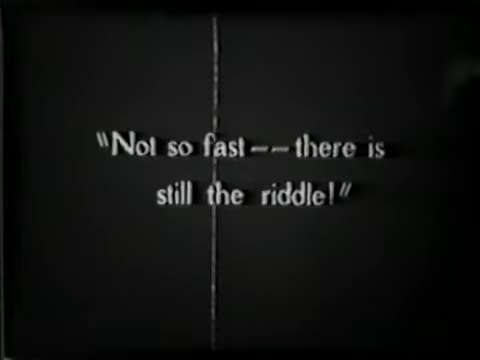 "Not so fast -- there is
still the riddle!"